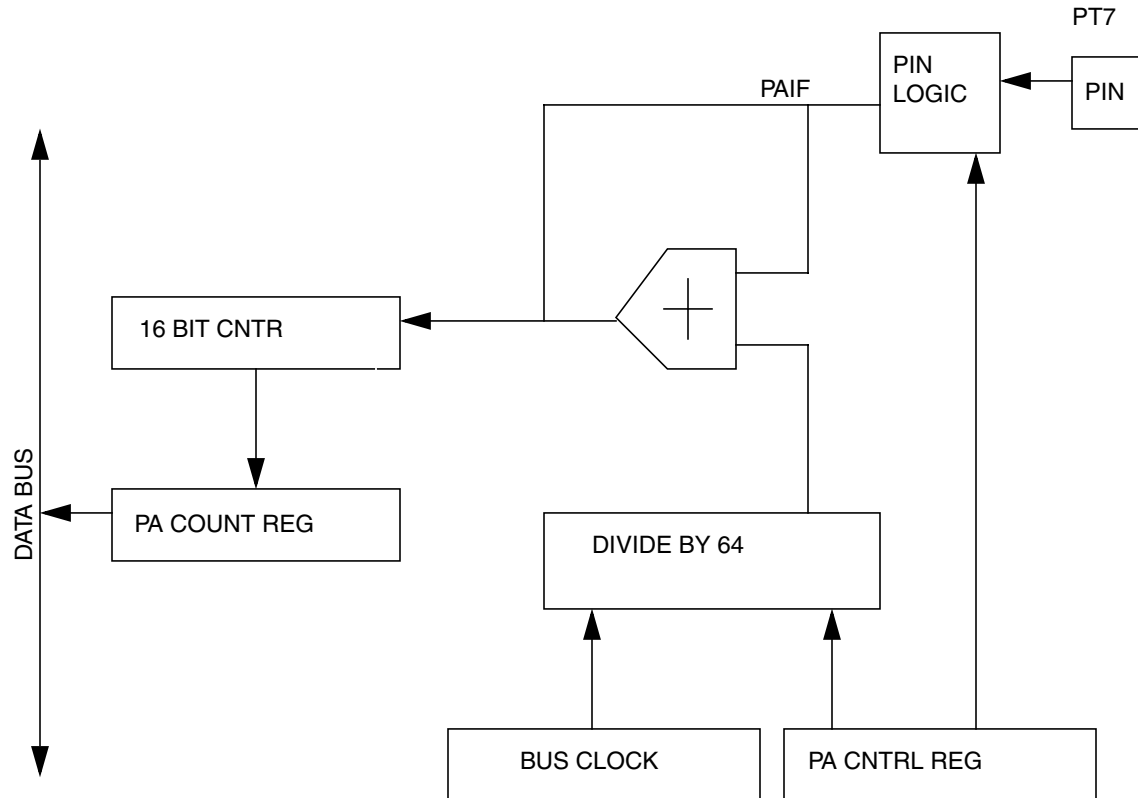 PT7
PIN
LOGIC
PIN
PAIF
16 BIT CNTR
DATA BUS
PA COUNT REG
DIVIDE BY 64
BUS CLOCK
PA CNTRL REG